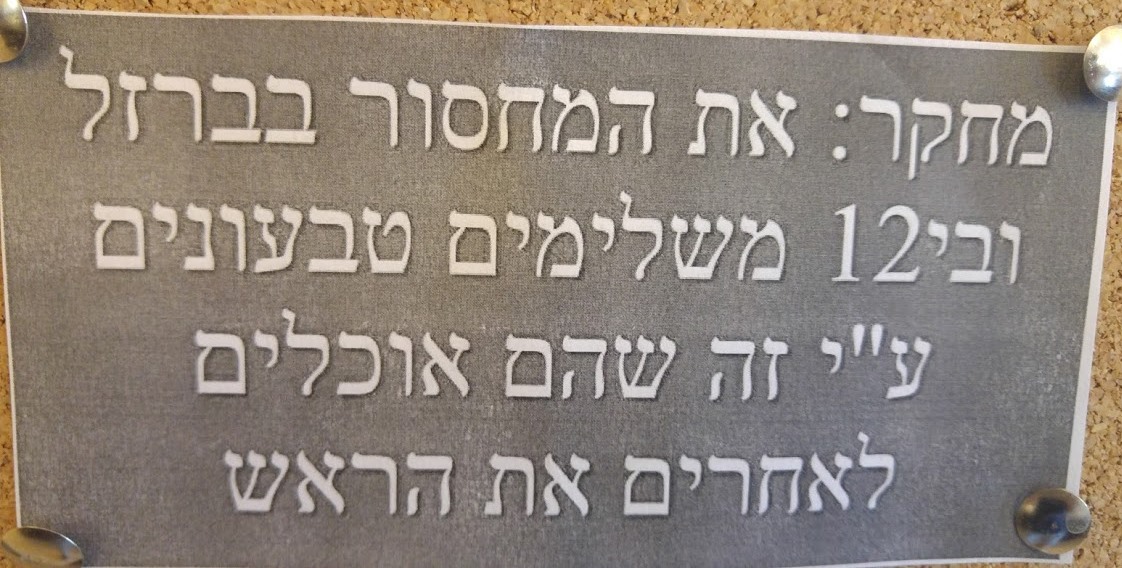 מחקר: את המחסור בברזל
ובי12 משלימים טבעונים
ע"י זה שהם אוכלים
לאחרים את הראש